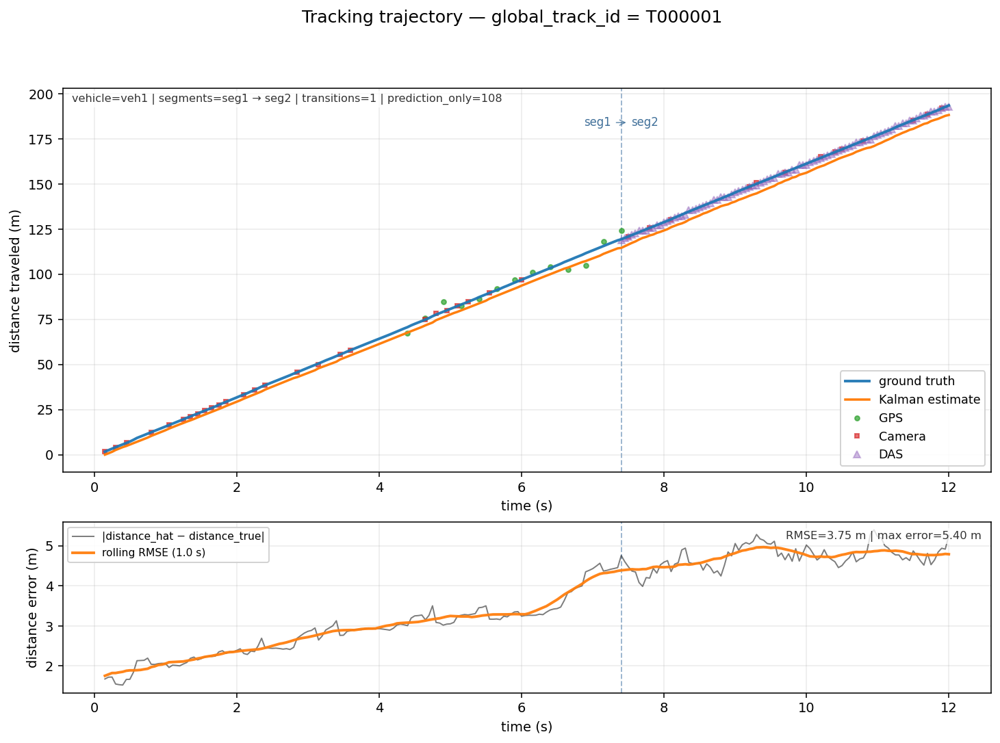 Tracking trajectory — global_track_id = T000001
vehicle=veh1 | segments=seg1 → seg2 | transitions=1 | prediction_only=108
seg1 → seg2
distance traveled (m)
200
175
150
125
100
75
50
25
0
ground truth
Kalman estimate
GPS
Camera
DAS
0 2 4 6 8 10 12
time (s)
|distance_hat − distance_true|
rolling RMSE (1.0 s)
RMSE=3.75 m | max error=5.40 m
distance error (m)
5
4
3
2
0 2 4 6 8 10 12
time (s)